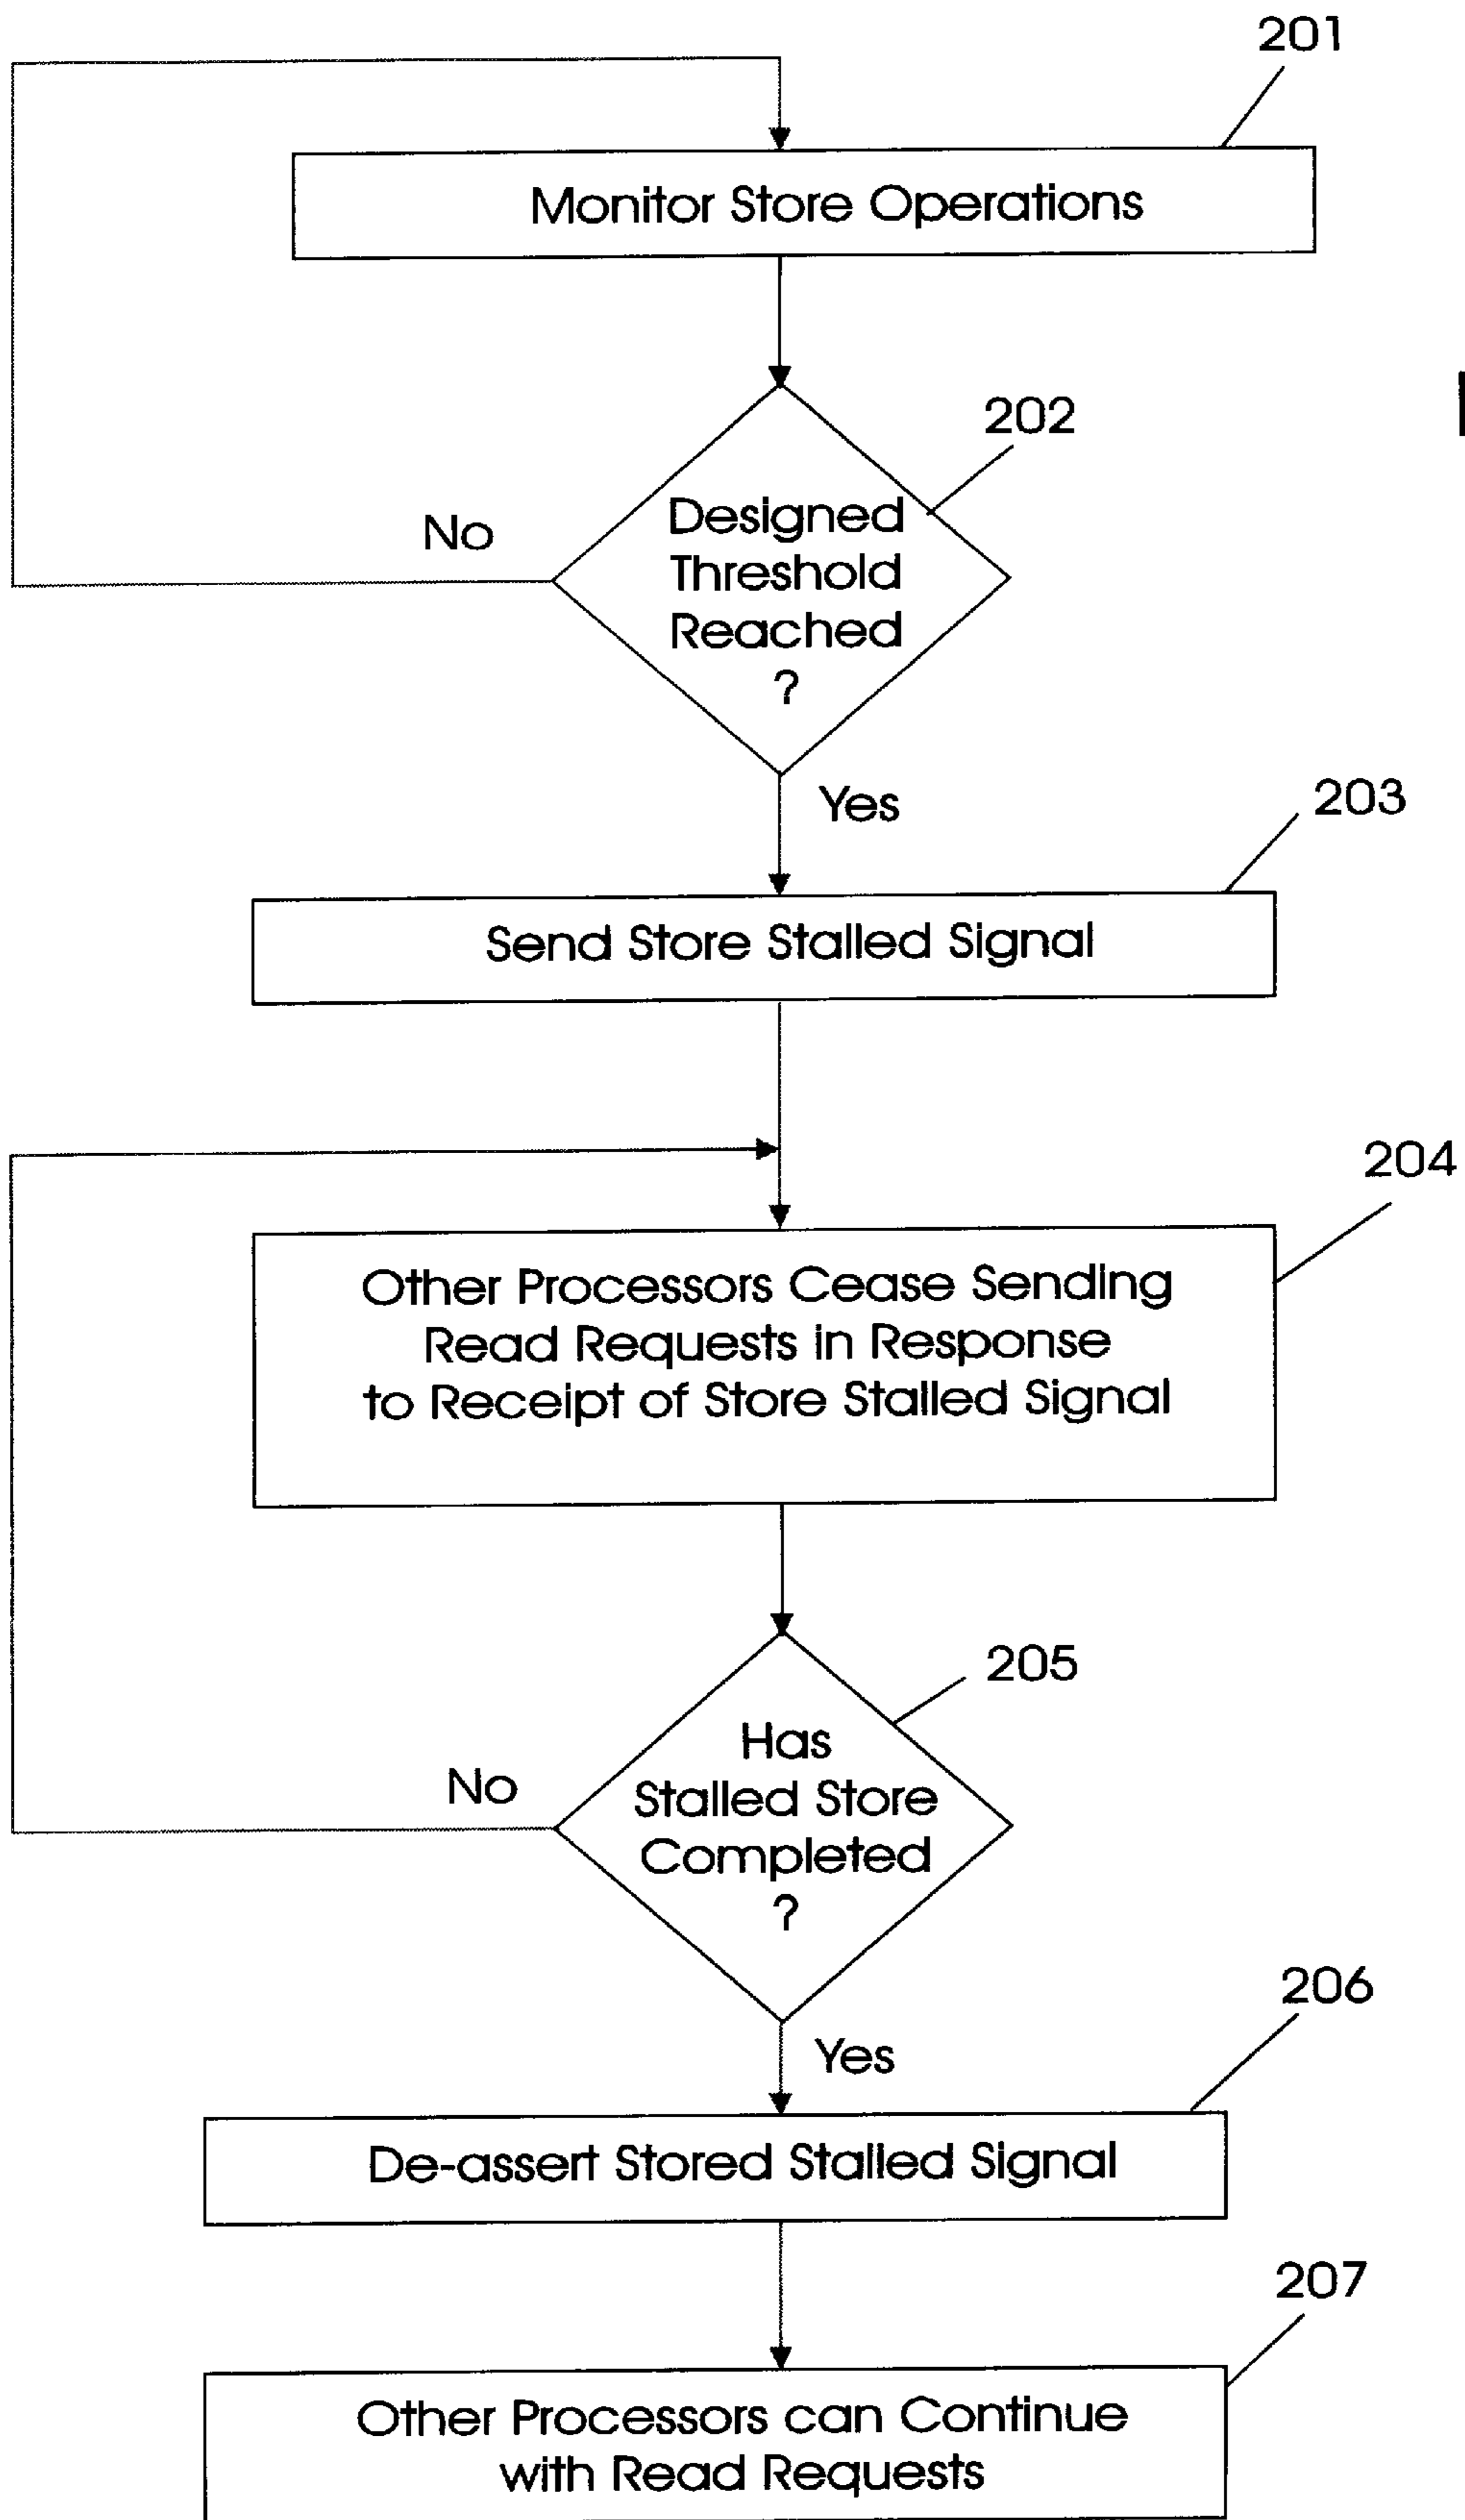 201
Monitor Store Operations
202
Designed
Threshold
Reached
?
No
Yes
203
Send Store Stalled Signal
204
Other Processors Cease Sending
Read Requests in Response
to Receipt of Store Stalled Signal
205
Has
Stalled Store
Completed
?
No
Yes
206
De-assert Stored Stalled Signal
207
Other Processors can Continue
with Read Requests